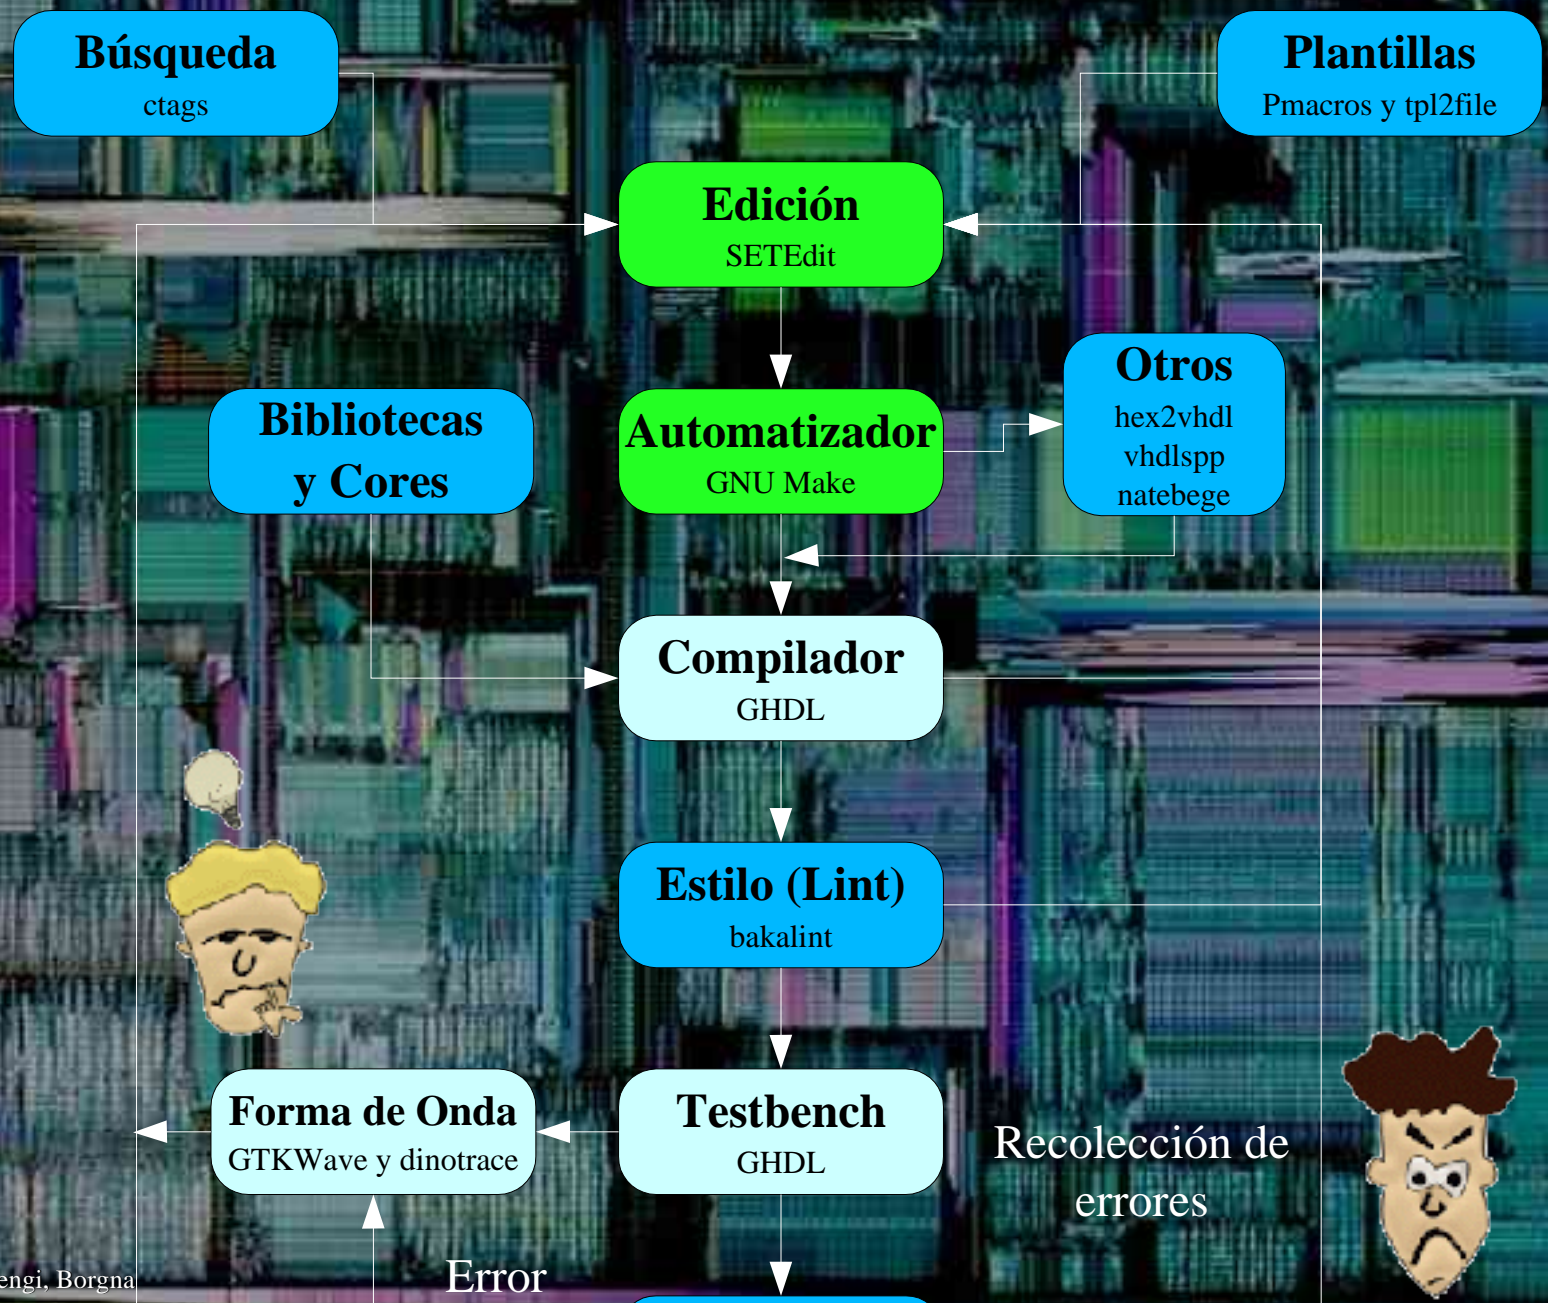 Búsqueda
ctags
Plantillas
Pmacros y tpl2file
Edición
SETEdit
Otros
hex2vhdl
vhdlspp
natebege
Bibliotecas
y Cores
Automatizador
GNU Make
Compilador
GHDL
Estilo (Lint)
bakalint
Forma de Onda
GTKWave y dinotrace
Testbench
GHDL
Recolección de
errores
Error
Borgna